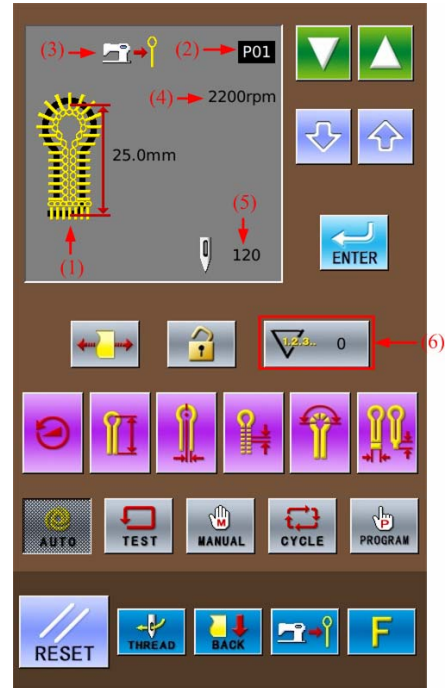 (3) (2) P01
(4) 2200rpm
25.0mm
(5)
(1) 120
ENTER
1.2.3.. 0 (6)
AUTO TEST M MANUAL CYCLE P PROGRAM
RESET THREAD BACK F